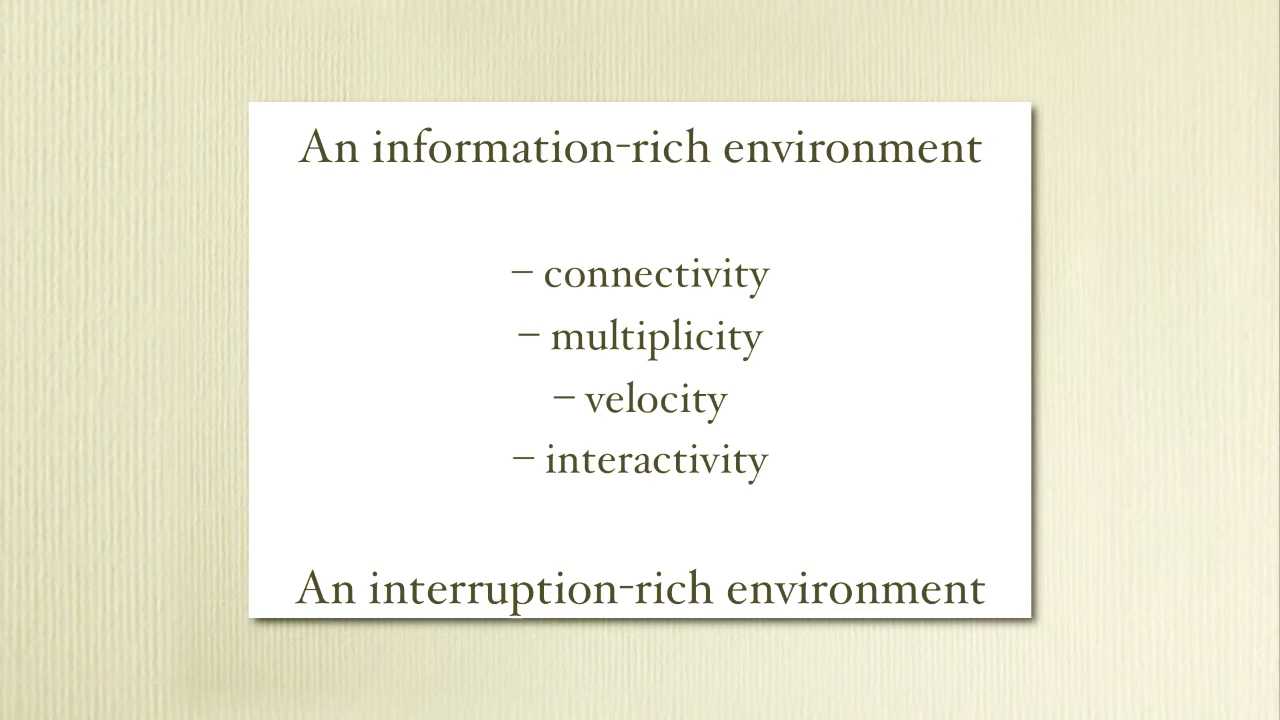 An information-rich environment
– connectivity
– multiplicity
– velocity
– interactivity
An interruption-rich environment